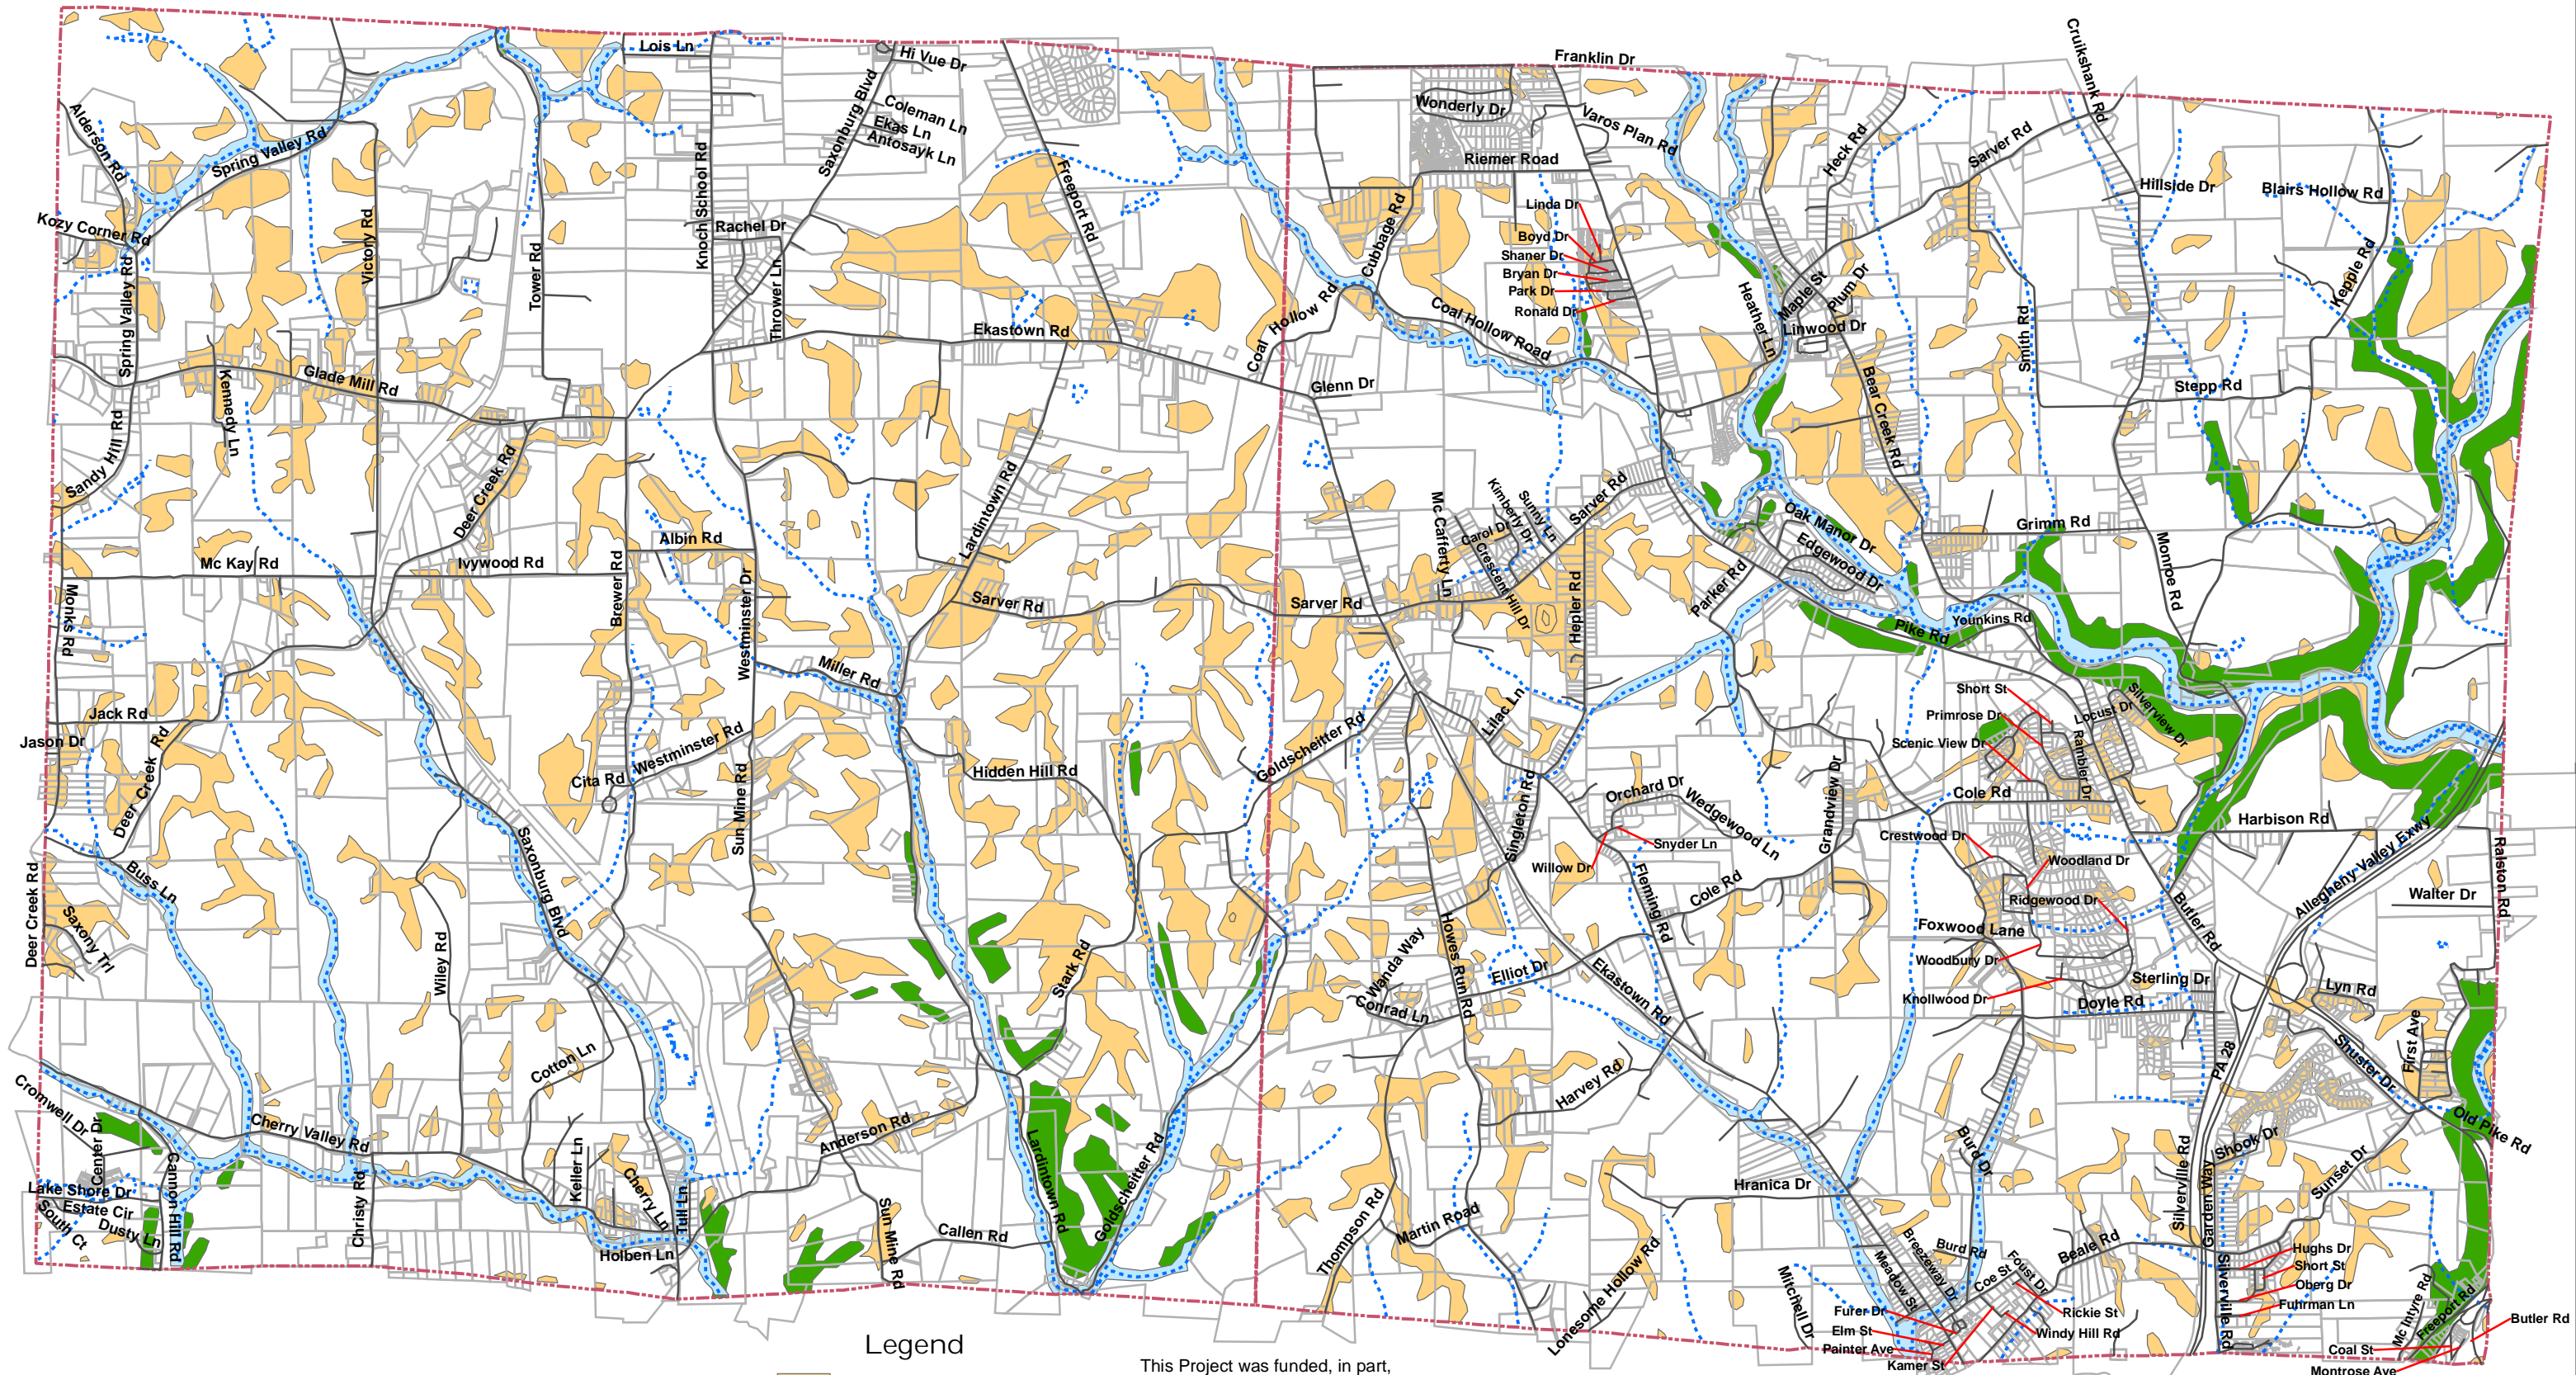 Lois Ln
Hi Vue Dr
Franklin Dr
Cruikshank Rd
Alderson Rd
Spring Valley Rd
Saxonburg Blvd
Coleman Ln
Ekas Ln
Antosayk Ln
Wonderly Dr
Varos Plan Rd
Riemer Road
Heck Rd
Sarver Rd
Hillside Dr
Blairs Hollow Rd
Knoch School Rd
Freeport Rd
Kozy Corner Rd
Victory Rd
Tower Rd
Rachel Dr
Thrower Ln
Cubbage Rd
Linda Dr
Boyd Dr
Shaner Dr
Bryan Dr
Park Dr
Ronald Dr
Heather Ln
Maple St
Plum Dr
Linwood Dr
Kepple Rd
Spring Valley Rd
Ekastown Rd
Coal Hollow Rd
Coal Hollow Road
Smith Rd
Glade Mill Rd
Kennedy Ln
Glenn Dr
Bear Creek Rd
Stepp Rd
Sandy Hill Rd
Deer Creek Rd
Lardintown Rd
Mc Cafferty Ln
Carol Dr
Kimberly Dr
Sunny Ln
Crescent Hill Dr
Sarver Rd
Oak Manor Dr
Edgewood Dr
Grimm Rd
Monroe Rd
Mc Kay Rd
Ivywood Rd
Albin Rd
Brewer Rd
Westminster Dr
Sarver Rd
Sarver Rd
Hepler Rd
Parker Rd
Pike Rd
Younkins Rd
Monks Rd
Miller Rd
Jack Rd
Jason Dr
Deer Creek Rd
Cita Rd
Westminster Rd
Sun Mine Rd
Hidden Hill Rd
Goldscheitter Rd
Lilac Ln
Singleton Rd
Short St
Primrose Dr
Scenic View Dr
Locust Dr
Silverview Dr
Rambler Dr
Cole Rd
Orchard Dr
Wedgewood Ln
Grandview Dr
Snyder Ln
Willow Dr
Crestwood Dr
Woodland Dr
Ridgewood Dr
Harbison Rd
Allegheny Valley Exwy
Ralston Rd
Walter Dr
Buss Ln
Saxony Trl
Deer Creek Rd
Saxonburg Blvd
Wiley Rd
Stark Rd
Wanda Way
Conrad Ln
Howes Run Rd
Elliot Dr
Fleming Rd
Cole Rd
Ekastown Rd
Foxwood Lane
Woodbury Dr
Knollwood Dr
Butler Rd
Sterling Dr
Doyle Rd
Lyn Rd
First Ave
Shuster Dr
PA 28
Old Pike Rd
Cromwell Dr
Center Dr
Cherry Valley Rd
Cotton Ln
Anderson Rd
Harvey Rd
Burd Dr
Silverville Rd
Garden Way
Shook Dr
Sunset Dr
Lake Shore Dr
Estate Cir
South Ct
Dusty Ln
Cannon Hill Rd
Christy Rd
Keller Ln
Cherry Ln
Tull Ln
Holben Ln
Sun Mine Rd
Callen Rd
Lardintown Rd
Goldscheitter Rd
Thompson Rd
Martin Road
Lonesome Hollow Rd
Hranica Dr
Mitchell Dr
Meadow St
Breezeway Dr
Burd Rd
Coe St
Foust Dr
Beale Rd
Furer Dr
Elm St
Painter Ave
Kamer St
Rickie St
Windy Hill Rd
Silverville Rd
Hughs Dr
Short St
Oberg Dr
Fuhrman Ln
Mc Intyre Rd
Freeport Rd
Butler Rd
Coal St
Montrose Ave
Legend
This Project was funded, in part,